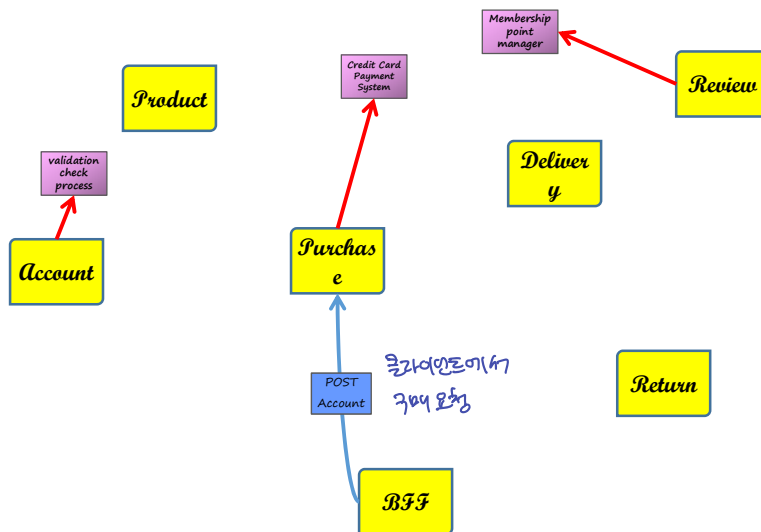 Membership
point
manager
Credit Card
Payment
System
Product
Review
Deliver
y
validation
check
process
Purchas
e
Account
클라이언트에서
구매 요청
POST
Account
Return
BFF